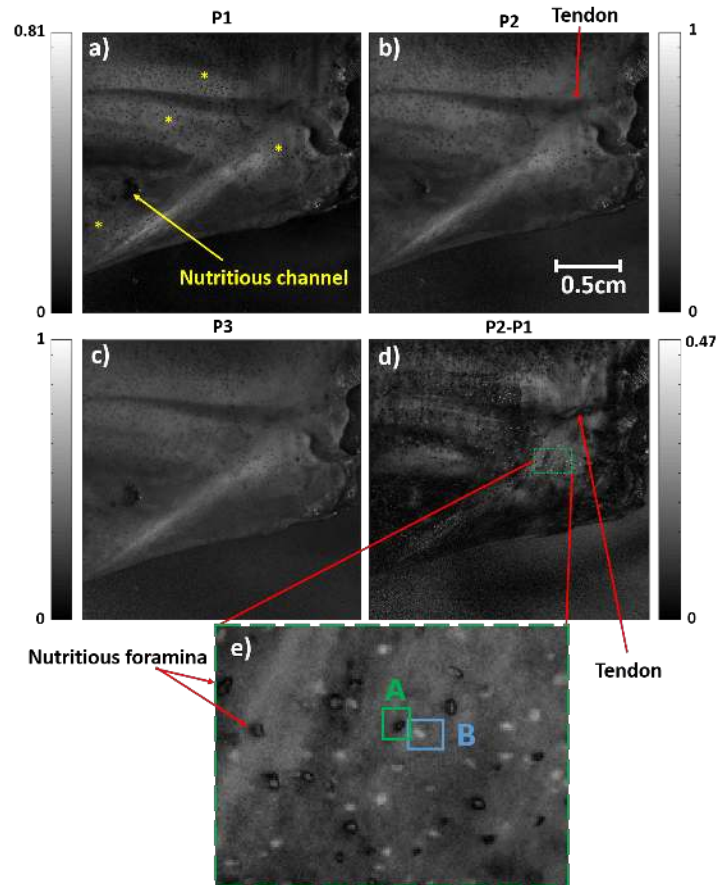 P1
P2
Tendon
0.81
a)
b)
1
*
*
*
*
Nutritious channel
0.5cm
0
0
P3
P2-P1
1
c)
d)
0.47
0
0
e)
Nutritious foramina
Tendon
A
B